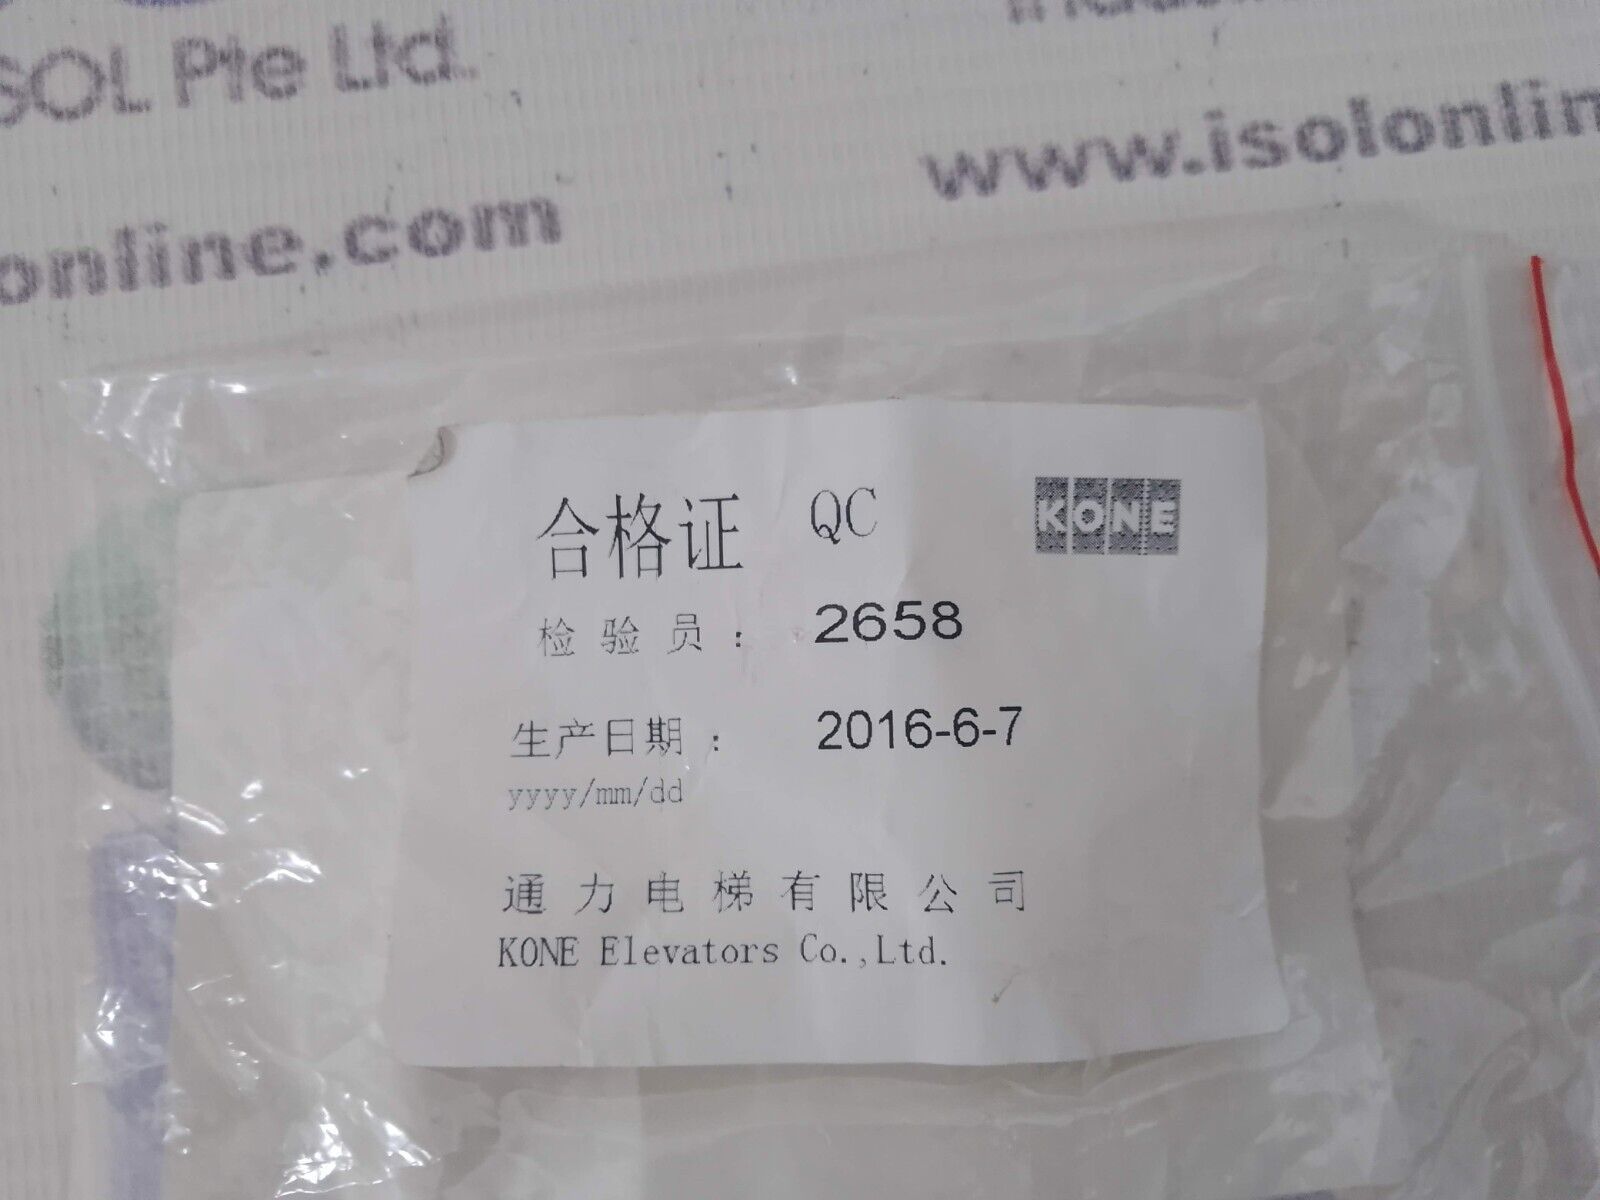 SOL Pte Ltd.
www.isolonlin
online.com
合格证 QC KONE
检验员： 2658
生产日期： 2016-6-7
yyyy/mm/dd
通力电梯有限公司
KONE Elevators Co.,Ltd.